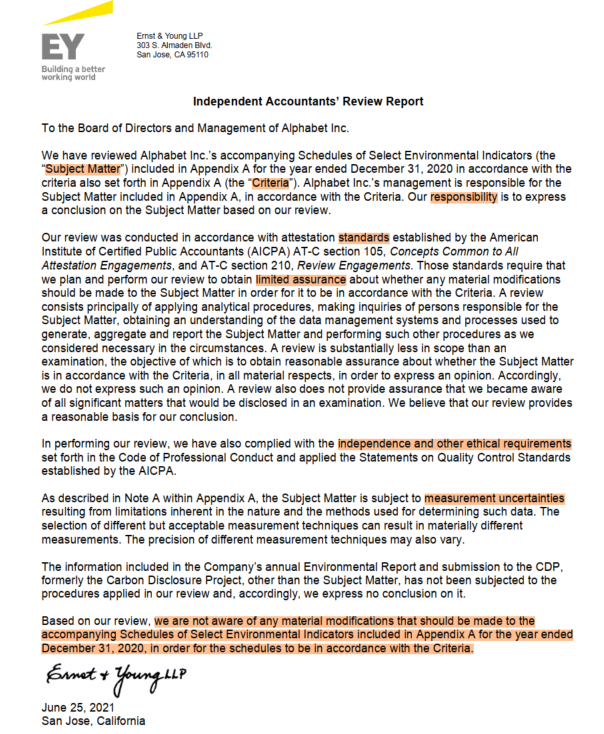 EY
Building a better
working world
Ernst & Young LLP
303 S. Almaden Blvd.
San Jose, CA 95110
Independent Accountants’ Review Report
To the Board of Directors and Management of Alphabet Inc.
We have reviewed Alphabet Inc.’s accompanying Schedules of Select Environmental Indicators (the
“Subject Matter”) included in Appendix A for the year ended December 31, 2020 in accordance with the
criteria also set forth in Appendix A (the “Criteria”). Alphabet Inc.’s management is responsible for the
Subject Matter included in Appendix A, in accordance with the Criteria. Our responsibility is to express
a conclusion on the Subject Matter based on our review.
Our review was conducted in accordance with attestation standards established by the American
Institute of Certified Public Accountants (AICPA) AT-C section 105, Concepts Common to All
Attestation Engagements, and AT-C section 210, Review Engagements. Those standards require that
we plan and perform our review to obtain limited assurance about whether any material modifications
should be made to the Subject Matter in order for it to be in accordance with the Criteria. A review
consists principally of applying analytical procedures, making inquiries of persons responsible for the
Subject Matter, obtaining an understanding of the data management systems and processes used to
generate, aggregate and report the Subject Matter and performing such other procedures as we
considered necessary in the circumstances. A review is substantially less in scope than an
examination, the objective of which is to obtain reasonable assurance about whether the Subject Matter
is in accordance with the Criteria, in all material respects, in order to express an opinion. Accordingly,
we do not express such an opinion. A review also does not provide assurance that we became aware
of all significant matters that would be disclosed in an examination. We believe that our review provides
a reasonable basis for our conclusion.
In performing our review, we have also complied with the independence and other ethical requirements
set forth in the Code of Professional Conduct and applied the Statements on Quality Control Standards
established by the AICPA.
As described in Note A within Appendix A, the Subject Matter is subject to measurement uncertainties
resulting from limitations inherent in the nature and the methods used for determining such data. The
selection of different but acceptable measurement techniques can result in materially different
measurements. The precision of different measurement techniques may also vary.
The information included in the Company’s annual Environmental Report and submission to the CDP,
formerly the Carbon Disclosure Project, other than the Subject Matter, has not been subjected to the
procedures applied in our review and, accordingly, we express no conclusion on it.
Based on our review, we are not aware of any material modifications that should be made to the
accompanying Schedules of Select Environmental Indicators included in Appendix A for the year ended
December 31, 2020, in order for the schedules to be in accordance with the Criteria.
Ernst & Young LLP
June 25, 2021
San Jose, California